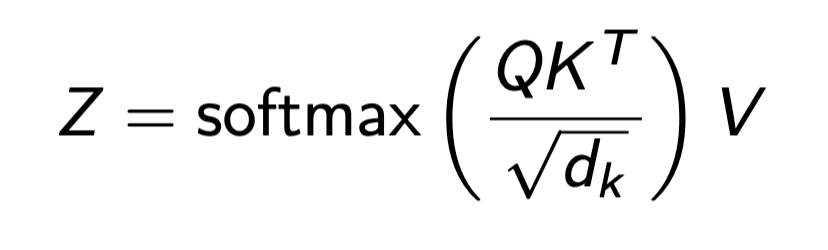 Z = softmax ( QK^T / √d_k ) V